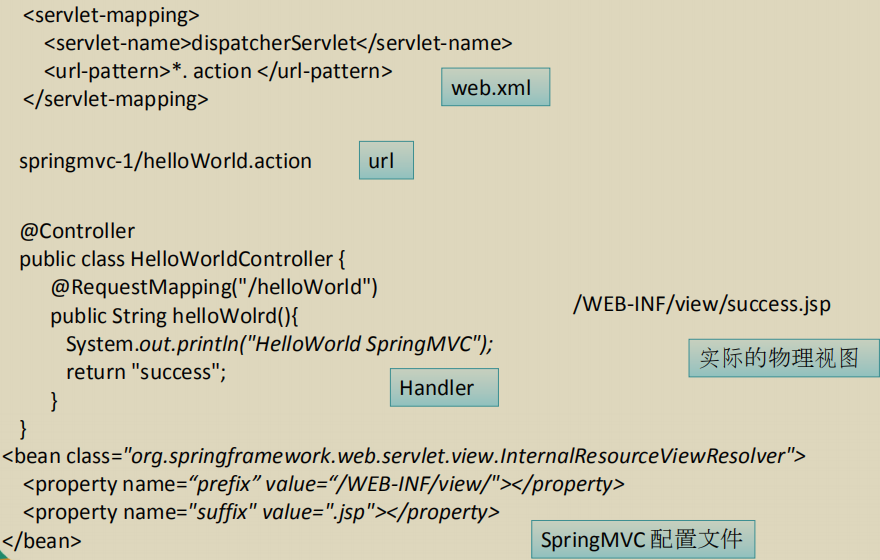 <servlet-mapping>
<servlet-name>dispatcherServlet</servlet-name>
<url-pattern>*. action </url-pattern>
</servlet-mapping>
web.xml
springmvc-1/helloWorld.action
url
@Controller
public class HelloWorldController {
@RequestMapping("/helloWorld")
public String helloWolrd(){
System.out.println("HelloWorld SpringMVC");
return "success";
}
}
Handler
/WEB-INF/view/success.jsp
实际的物理视图
<bean class="org.springframework.web.servlet.view.InternalResourceViewResolver">
<property name=“prefix” value=“/WEB-INF/view/"></property>
<property name="suffix" value=".jsp"></property>
</bean>
SpringMVC 配置文件